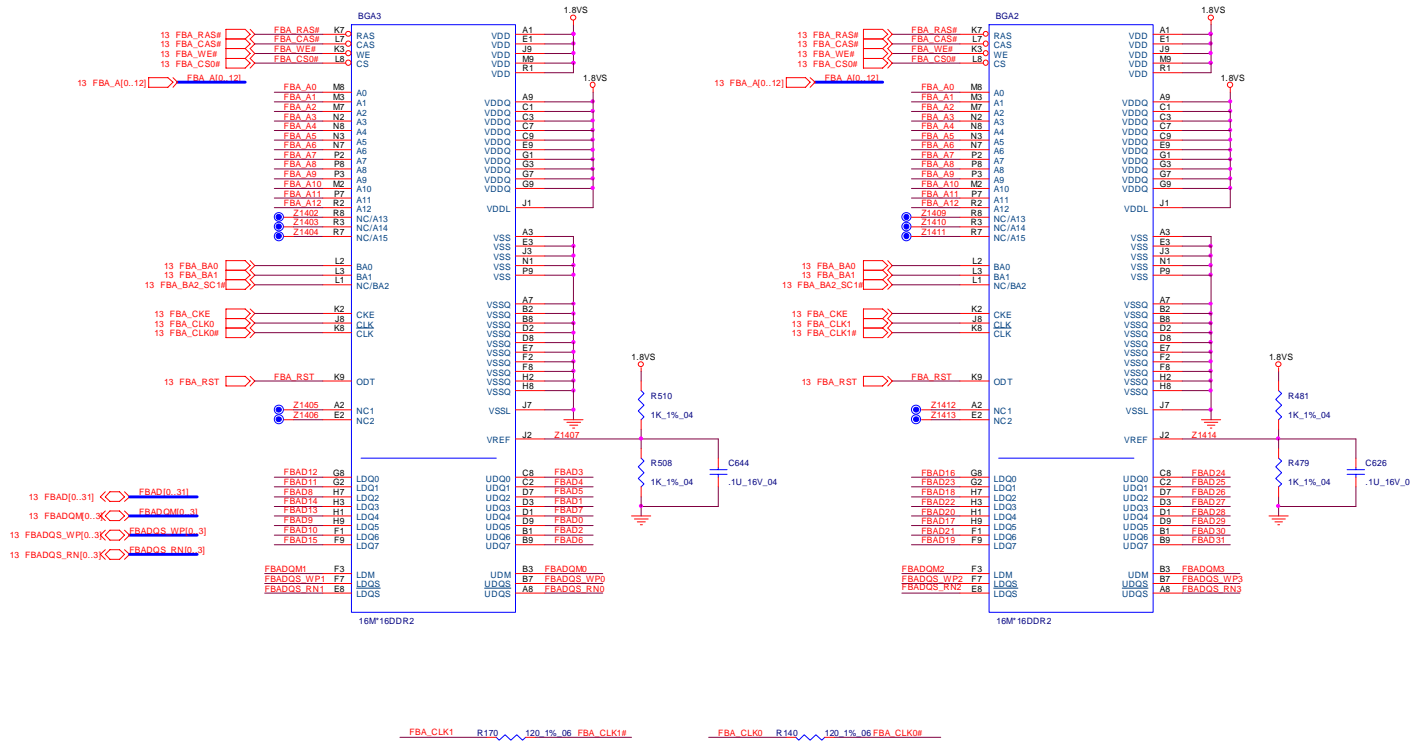 BGA3 1.8VS BGA2 1.8VS
13 FBA_RAS# FBA_RAS# K7 RAS VDD A1
13 FBA_CAS# FBA_CAS# L7 CAS VDD E1
13 FBA_WE# FBA_WE# K3 WE VDD J9
13 FBA_CS0# FBA_CS0# L8 CS VDD M9
VDD R1
13 FBA_A[0..12] FBA_A[0..12] 1.8VS
FBA_A0 M8 A0
FBA_A1 M3 A1 VDDQ A9
FBA_A2 M7 A2 VDDQ C1
FBA_A3 N2 A3 VDDQ C3
FBA_A4 N8 A4 VDDQ C7
FBA_A5 N3 A5 VDDQ C9
FBA_A6 N7 A6 VDDQ E9
FBA_A7 P2 A7 VDDQ G1
FBA_A8 P8 A8 VDDQ G3
FBA_A9 P3 A9 VDDQ G7
FBA_A10 M2 A10 VDDQ G9
FBA_A11 P7 A11
FBA_A12 R2 A12 VDDL J1
Z1402 R8 NC/A13
Z1403 R3 NC/A14
Z1404 R7 NC/A15
VSS A3
VSS E3
VSS J3
VSS N1
VSS P9
13 FBA_BA0 L2 BA0
13 FBA_BA1 L3 BA1
13 FBA_BA2_SC1# L1 NC/BA2
VSSQ A7
VSSQ B2
VSSQ B8
VSSQ D2
VSSQ D8
VSSQ E7
VSSQ F2
VSSQ F8
VSSQ H2
VSSQ H8
13 FBA_CKE K2 CKE
13 FBA_CLK0 J8 CLK
13 FBA_CLK0# K8 CLK
13 FBA_RST FBA_RST K9 ODT
Z1405 A2 NC1
Z1406 E2 NC2
VSSL J7
VREF J2 Z1407
1.8VS
R510
1K_1%_04
R508
1K_1%_04
C644
.1U_16V_04
13 FBAD[0..31] FBAD[0..31]
13 FBADQM[0..3] FBADQM[0..3]
13 FBADQS_WP[0..3] FBADQS_WP[0..3]
13 FBADQS_RN[0..3] FBADQS_RN[0..3]
FBAD12 G8 LDQ0 UDQ0 C8 FBAD3
FBAD11 G2 LDQ1 UDQ1 C2 FBAD4
FBAD8 H7 LDQ2 UDQ2 D7 FBAD5
FBAD14 H3 LDQ3 UDQ3 D3 FBAD1
FBAD13 H1 LDQ4 UDQ4 D1 FBAD7
FBAD9 H9 LDQ5 UDQ5 D9 FBAD0
FBAD10 F1 LDQ6 UDQ6 B1 FBAD2
FBAD15 F9 LDQ7 UDQ7 B9 FBAD6
FBADQM1 F3 LDM UDM B3 FBADQM0
FBADQS_WP1 F7 LDQS UDQS B7 FBADQS_WP0
FBADQS_RN1 E8 LDQS UDQS A8 FBADQS_RN0
16M*16DDR2
13 FBA_RAS# FBA_RAS# K7 RAS VDD A1
13 FBA_CAS# FBA_CAS# L7 CAS VDD E1
13 FBA_WE# FBA_WE# K3 WE VDD J9
13 FBA_CS0# FBA_CS0# L8 CS VDD M9
VDD R1
13 FBA_A[0..12] FBA_A[0..12] 1.8VS
FBA_A0 M8 A0
FBA_A1 M3 A1 VDDQ A9
FBA_A2 M7 A2 VDDQ C1
FBA_A3 N2 A3 VDDQ C3
FBA_A4 N8 A4 VDDQ C7
FBA_A5 N3 A5 VDDQ C9
FBA_A6 N7 A6 VDDQ E9
FBA_A7 P2 A7 VDDQ G1
FBA_A8 P8 A8 VDDQ G3
FBA_A9 P3 A9 VDDQ G7
FBA_A10 M2 A10 VDDQ G9
FBA_A11 P7 A11
FBA_A12 R2 A12 VDDL J1
Z1409 R8 NC/A13
Z1410 R3 NC/A14
Z1411 R7 NC/A15
VSS A3
VSS E3
VSS J3
VSS N1
VSS P9
13 FBA_BA0 L2 BA0
13 FBA_BA1 L3 BA1
13 FBA_BA2_SC1# L1 NC/BA2
VSSQ A7
VSSQ B2
VSSQ B8
VSSQ D2
VSSQ D8
VSSQ E7
VSSQ F2
VSSQ F8
VSSQ H2
VSSQ H8
13 FBA_CKE K2 CKE
13 FBA_CLK1 J8 CLK
13 FBA_CLK1# K8 CLK
13 FBA_RST FBA_RST K9 ODT
Z1412 A2 NC1
Z1413 E2 NC2
VSSL J7
VREF J2 Z1414
1.8VS
R481
1K_1%_04
R479
1K_1%_04
C626
.1U_16V_0
FBAD16 G8 LDQ0 UDQ0 C8 FBAD24
FBAD23 G2 LDQ1 UDQ1 C2 FBAD25
FBAD18 H7 LDQ2 UDQ2 D7 FBAD26
FBAD22 H3 LDQ3 UDQ3 D3 FBAD27
FBAD20 H1 LDQ4 UDQ4 D1 FBAD28
FBAD17 H9 LDQ5 UDQ5 D9 FBAD29
FBAD21 F1 LDQ6 UDQ6 B1 FBAD30
FBAD19 F9 LDQ7 UDQ7 B9 FBAD31
FBADQM2 F3 LDM UDM B3 FBADQM3
FBADQS_WP2 F7 LDQS UDQS B7 FBADQS_WP3
FBADQS_RN2 E8 LDQS UDQS A8 FBADQS_RN3
16M*16DDR2
FBA_CLK1 R170 120_1%_06 FBA_CLK1#
FBA_CLK0 R140 120_1%_06 FBA_CLK0#